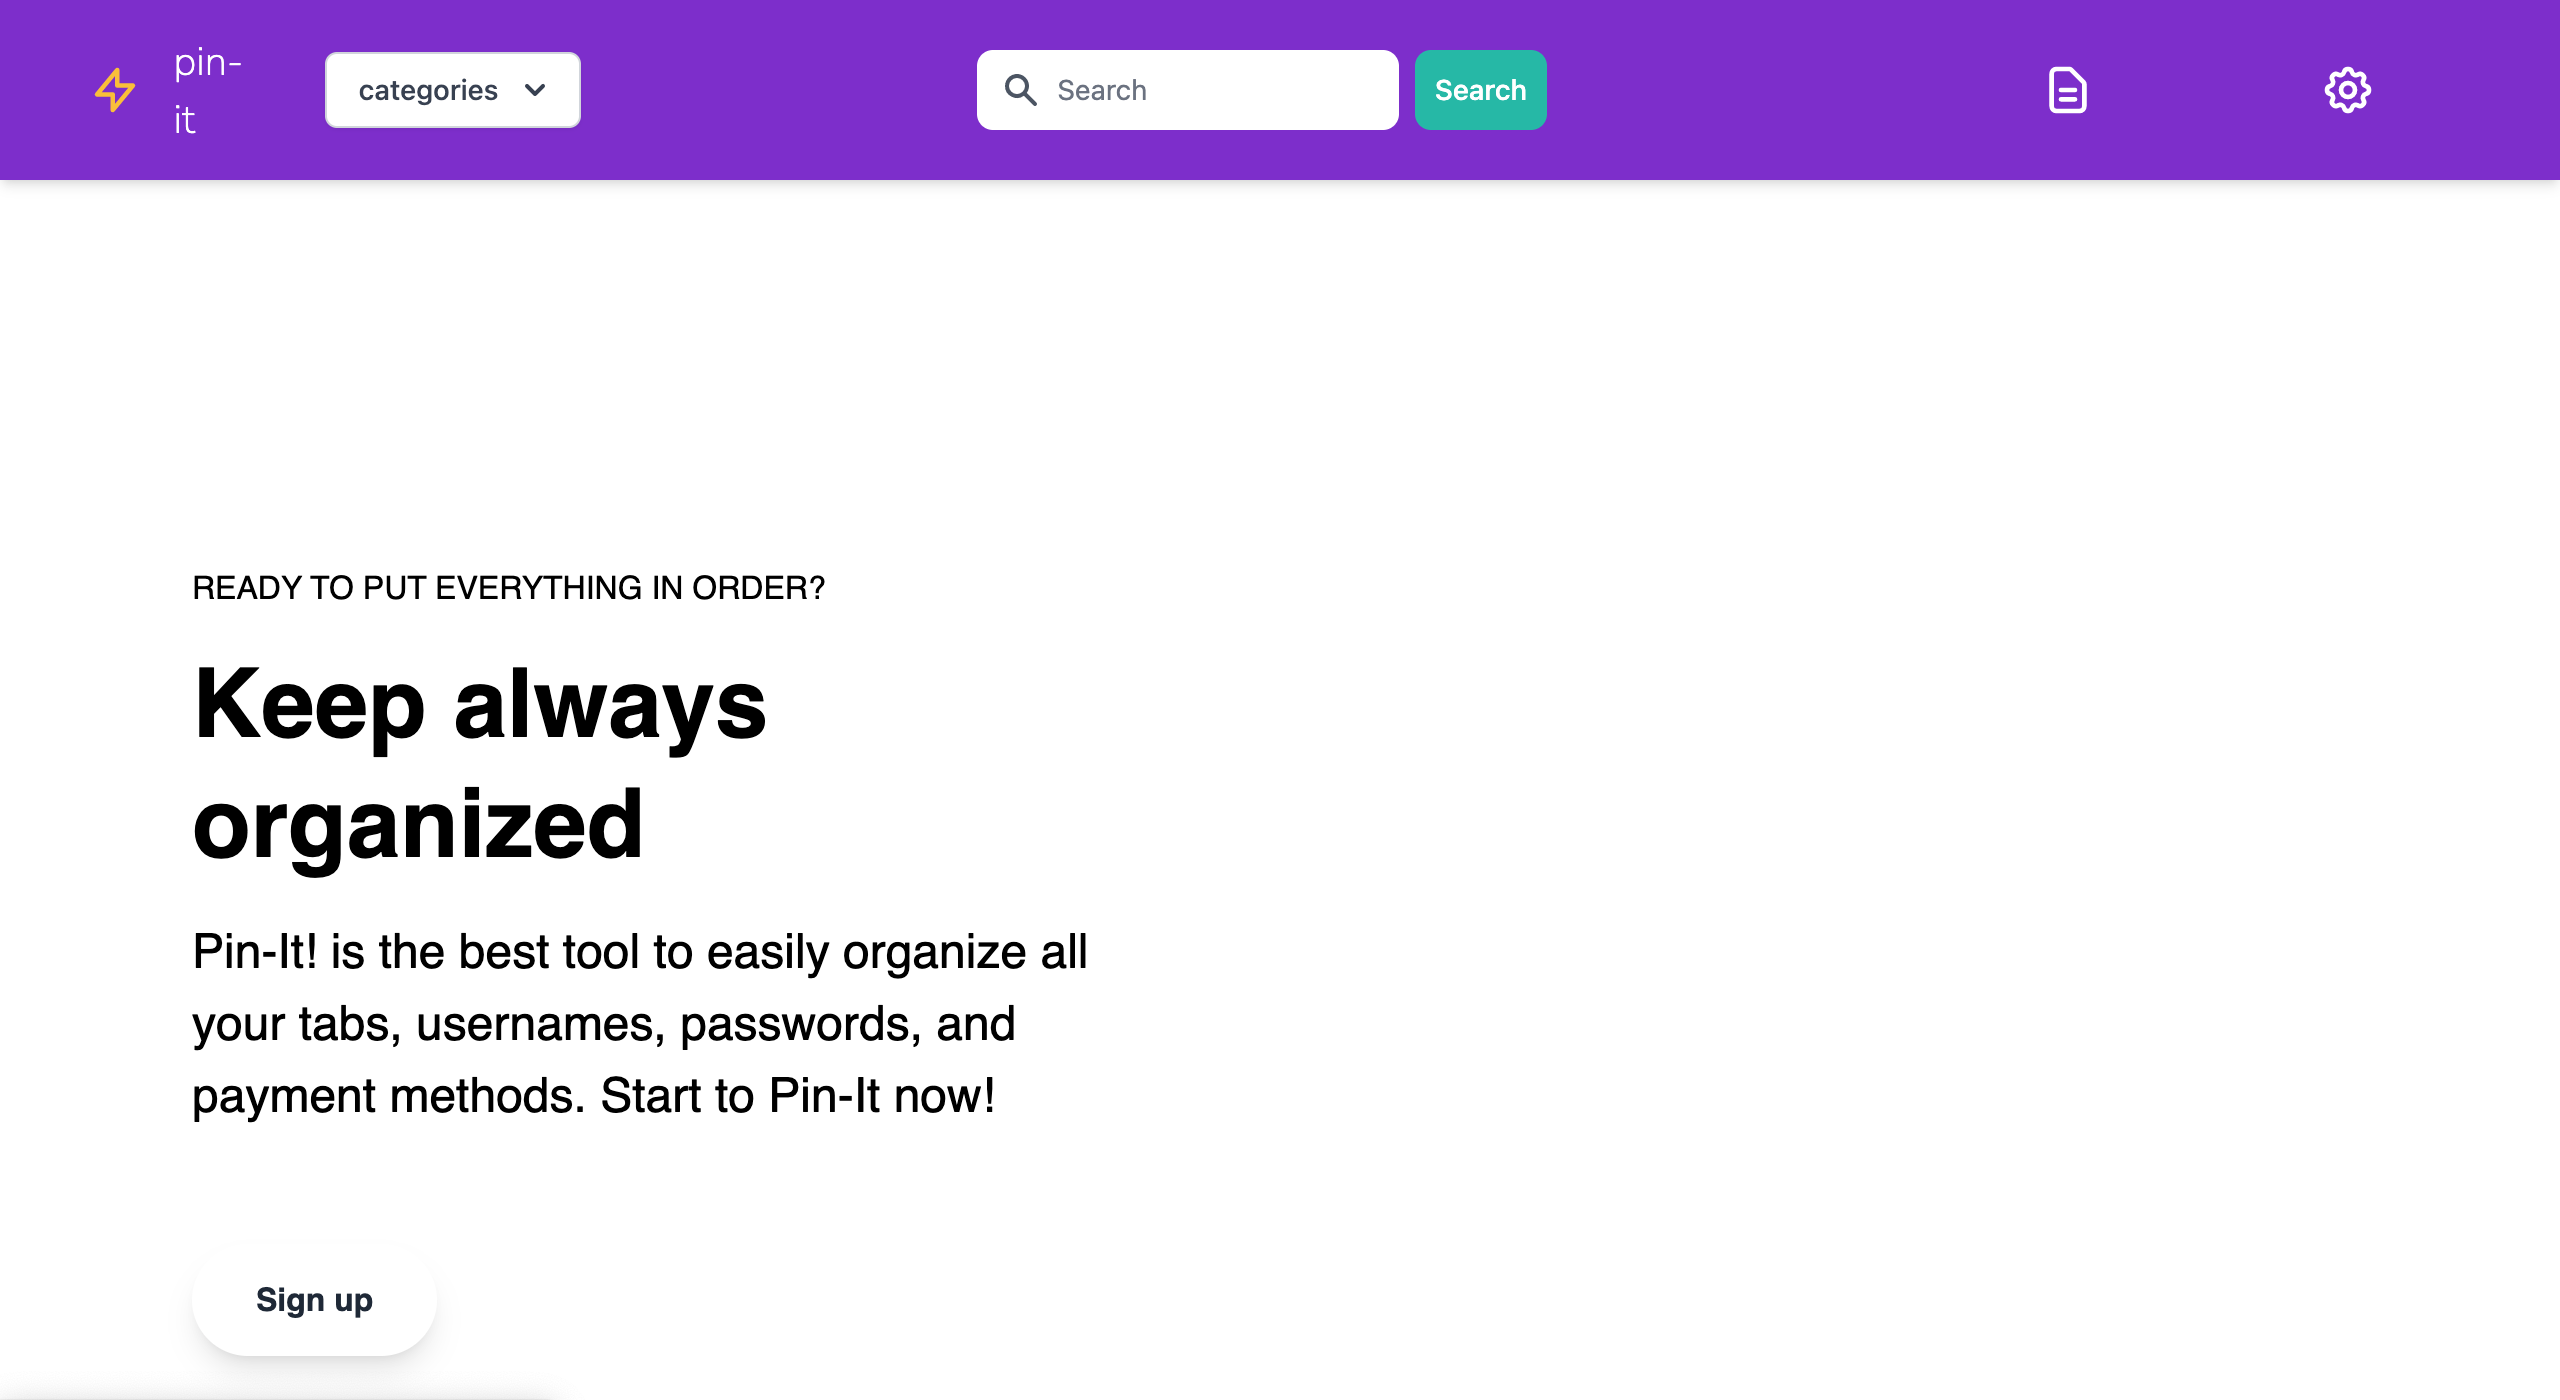 pin-
it
categories
Search
Search
READY TO PUT EVERYTHING IN ORDER?
Keep always
organized
Pin-It! is the best tool to easily organize all
your tabs, usernames, passwords, and
payment methods. Start to Pin-It now!
Sign up